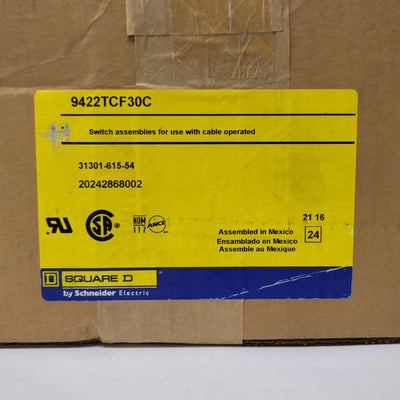 9422TCF30C
Switch assemblies for use with cable operated
31301-615-54
20242868002
21 16
NOM
117
ANCE
Assembled in Mexico
Ensamblado en Mexico
Assemble au Mexique
24
SQUARE D
by Schneider Electric